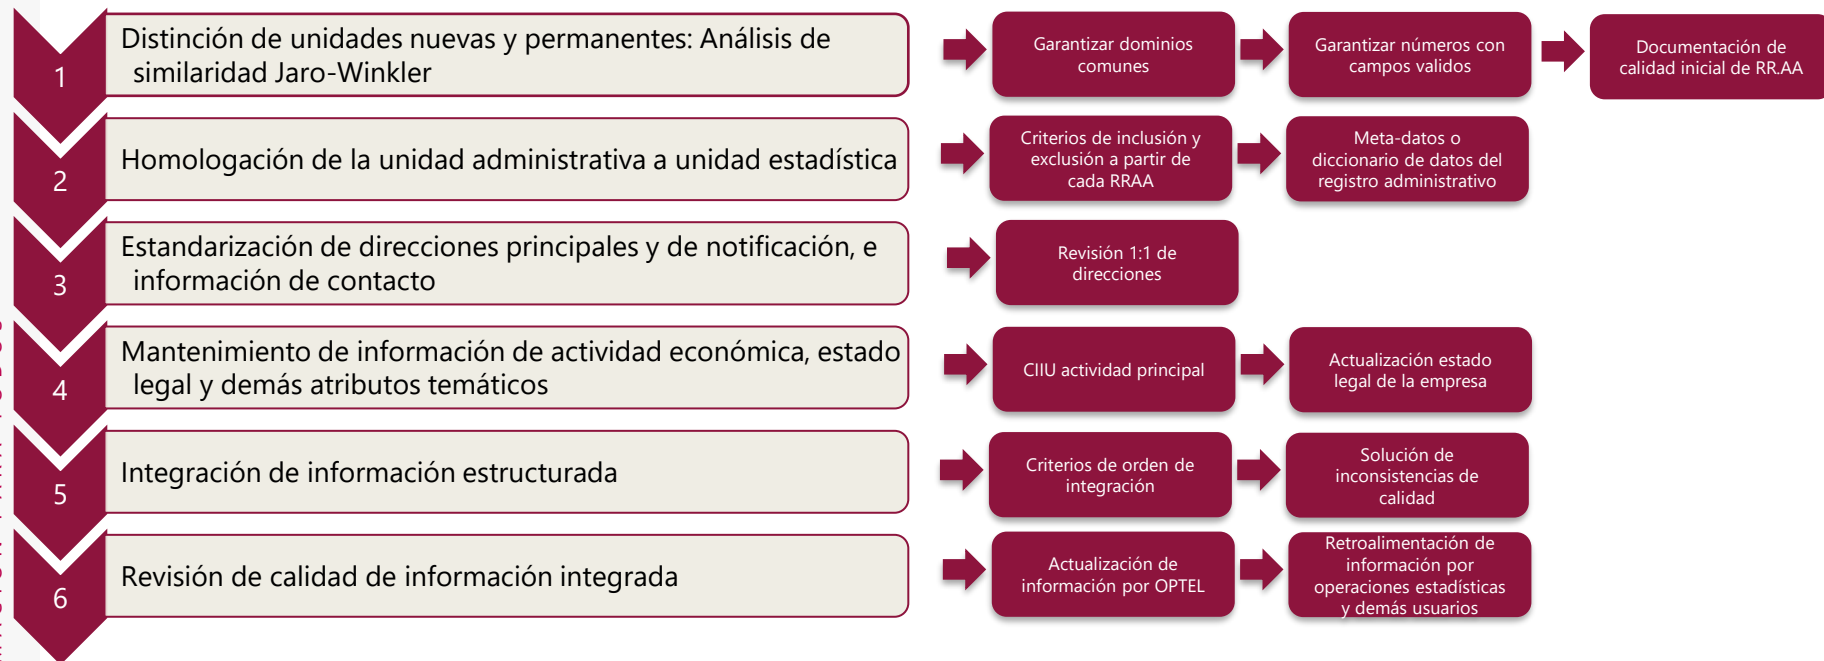 1
Distinción de unidades nuevas y permanentes: Análisis de
similaridad Jaro-Winkler
Garantizar dominios
comunes
Garantizar números con
campos validos
Documentación de
calidad inicial de RR.AA
2
Homologación de la unidad administrativa a unidad estadística
Criterios de inclusión y
exclusión a partir de
cada RRAA
Meta-datos o
diccionario de datos del
registro administrativo
3
Estandarización de direcciones principales y de notificación, e
información de contacto
Revisión 1:1 de
direcciones
4
Mantenimiento de información de actividad económica, estado
legal y demás atributos temáticos
CIIU actividad principal
Actualización estado
legal de la empresa
5
Integración de información estructurada
Criterios de orden de
integración
Solución de
inconsistencias de
calidad
6
Revisión de calidad de información integrada
Actualización de
información por OPTEL
Retroalimentación de
información por
operaciones estadísticas
y demás usuarios